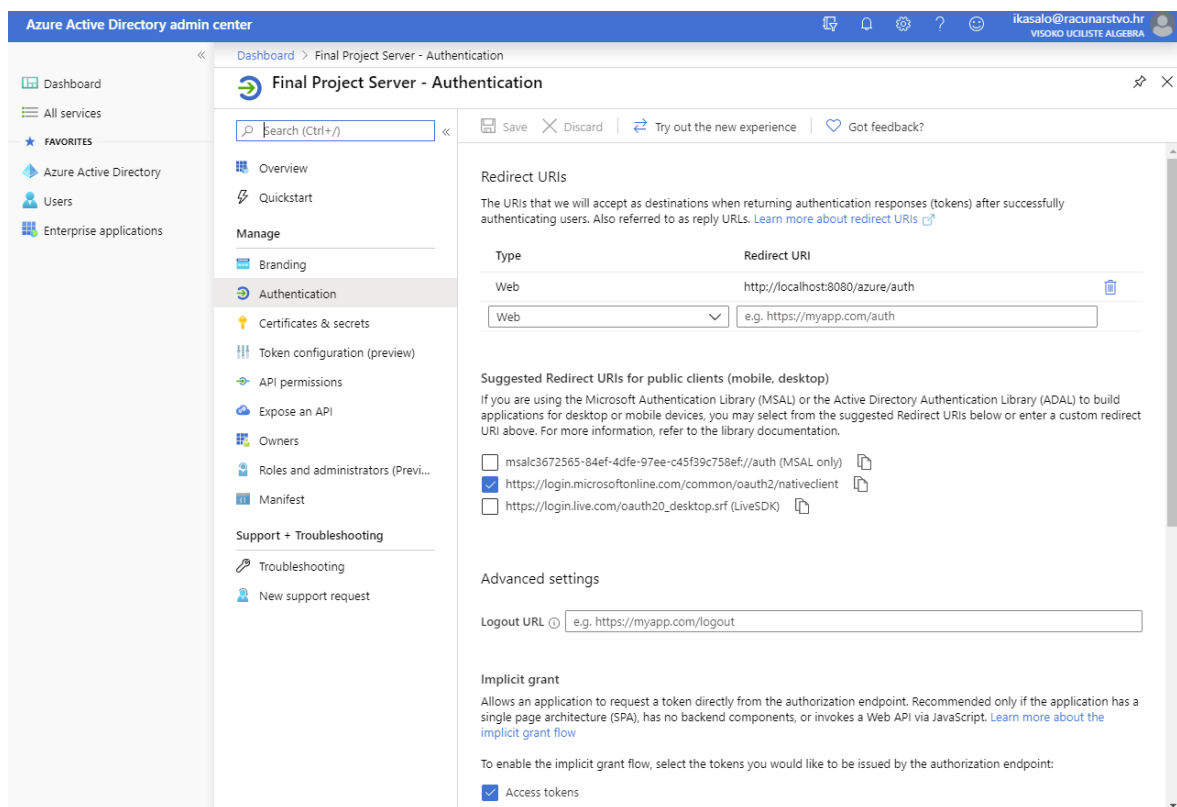 Azure Active Directory admin center
ikasalo@racunarstvo.hr
VISOKO UCILISTE ALGEBRA
«
Dashboard
All services
FAVORITES
Azure Active Directory
Users
Enterprise applications
Dashboard > Final Project Server - Authentication
Final Project Server - Authentication
Search (Ctrl+/)
«
Overview
Quickstart
Manage
Branding
Authentication
Certificates & secrets
Token configuration (preview)
API permissions
Expose an API
Owners
Roles and administrators (Previ...
Manifest
Support + Troubleshooting
Troubleshooting
New support request
Save Discard Try out the new experience Got feedback?
Redirect URIs
The URIs that we will accept as destinations when returning authentication responses (tokens) after successfully
authenticating users. Also referred to as reply URLs. Learn more about redirect URIs
Type Redirect URI
Web http://localhost:8080/azure/auth
Web e.g. https://myapp.com/auth
Suggested Redirect URIs for public clients (mobile, desktop)
If you are using the Microsoft Authentication Library (MSAL) or the Active Directory Authentication Library (ADAL) to build
applications for desktop or mobile devices, you may select from the suggested Redirect URIs below or enter a custom redirect
URI above. For more information, refer to the library documentation.
msalc3672565-84ef-4dfe-97ee-c45f39c758ef://auth (MSAL only)
https://login.microsoftonline.com/common/oauth2/nativeclient
https://login.live.com/oauth20_desktop.srf (LiveSDK)
Advanced settings
Logout URL e.g. https://myapp.com/logout
Implicit grant
Allows an application to request a token directly from the authorization endpoint. Recommended only if the application has a
single page architecture (SPA), has no backend components, or invokes a Web API via JavaScript. Learn more about the
implicit grant flow
To enable the implicit grant flow, select the tokens you would like to be issued by the authorization endpoint:
Access tokens